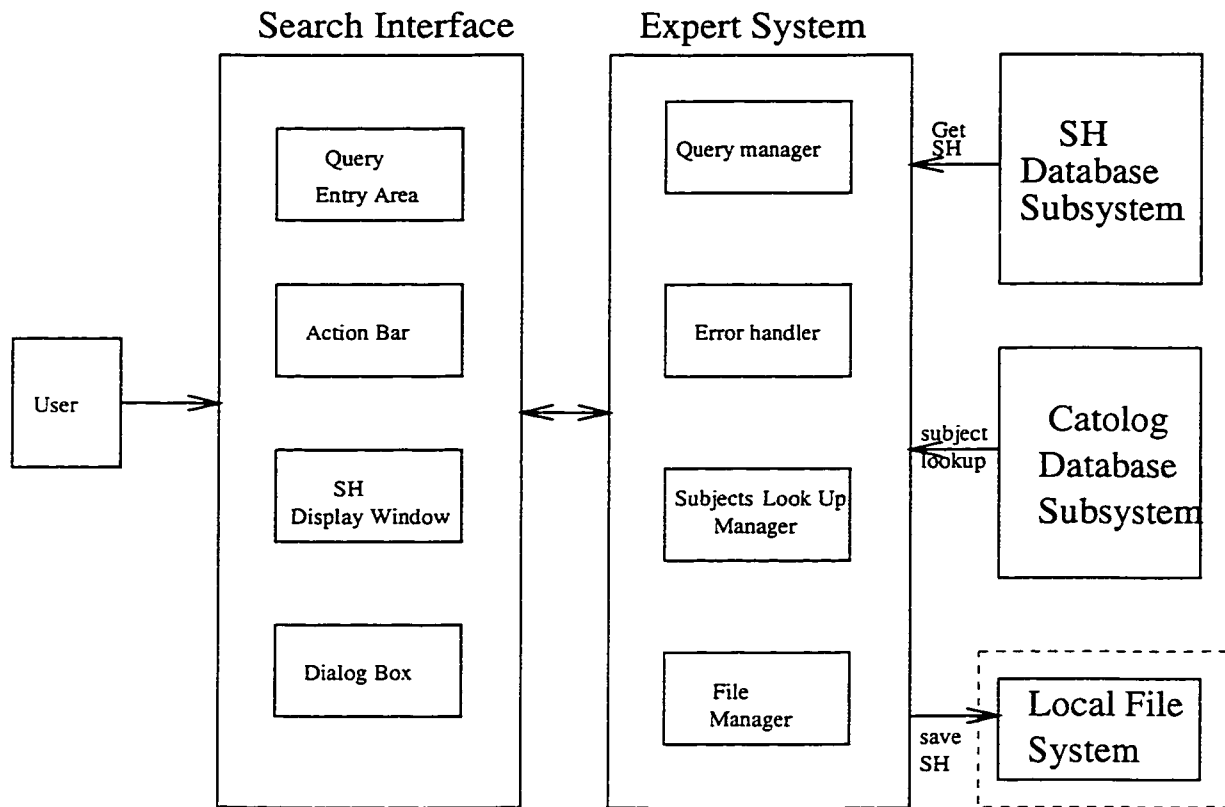 Search Interface
Expert System
Query
Entry Area
Action Bar
SH
Display Window
Dialog Box
User
Query manager
Error handler
Subjects Look Up
Manager
File
Manager
Get
SH
SH
Database
Subsystem
subject
lookup
Catolog
Database
Subsystem
save
SH
Local File
System